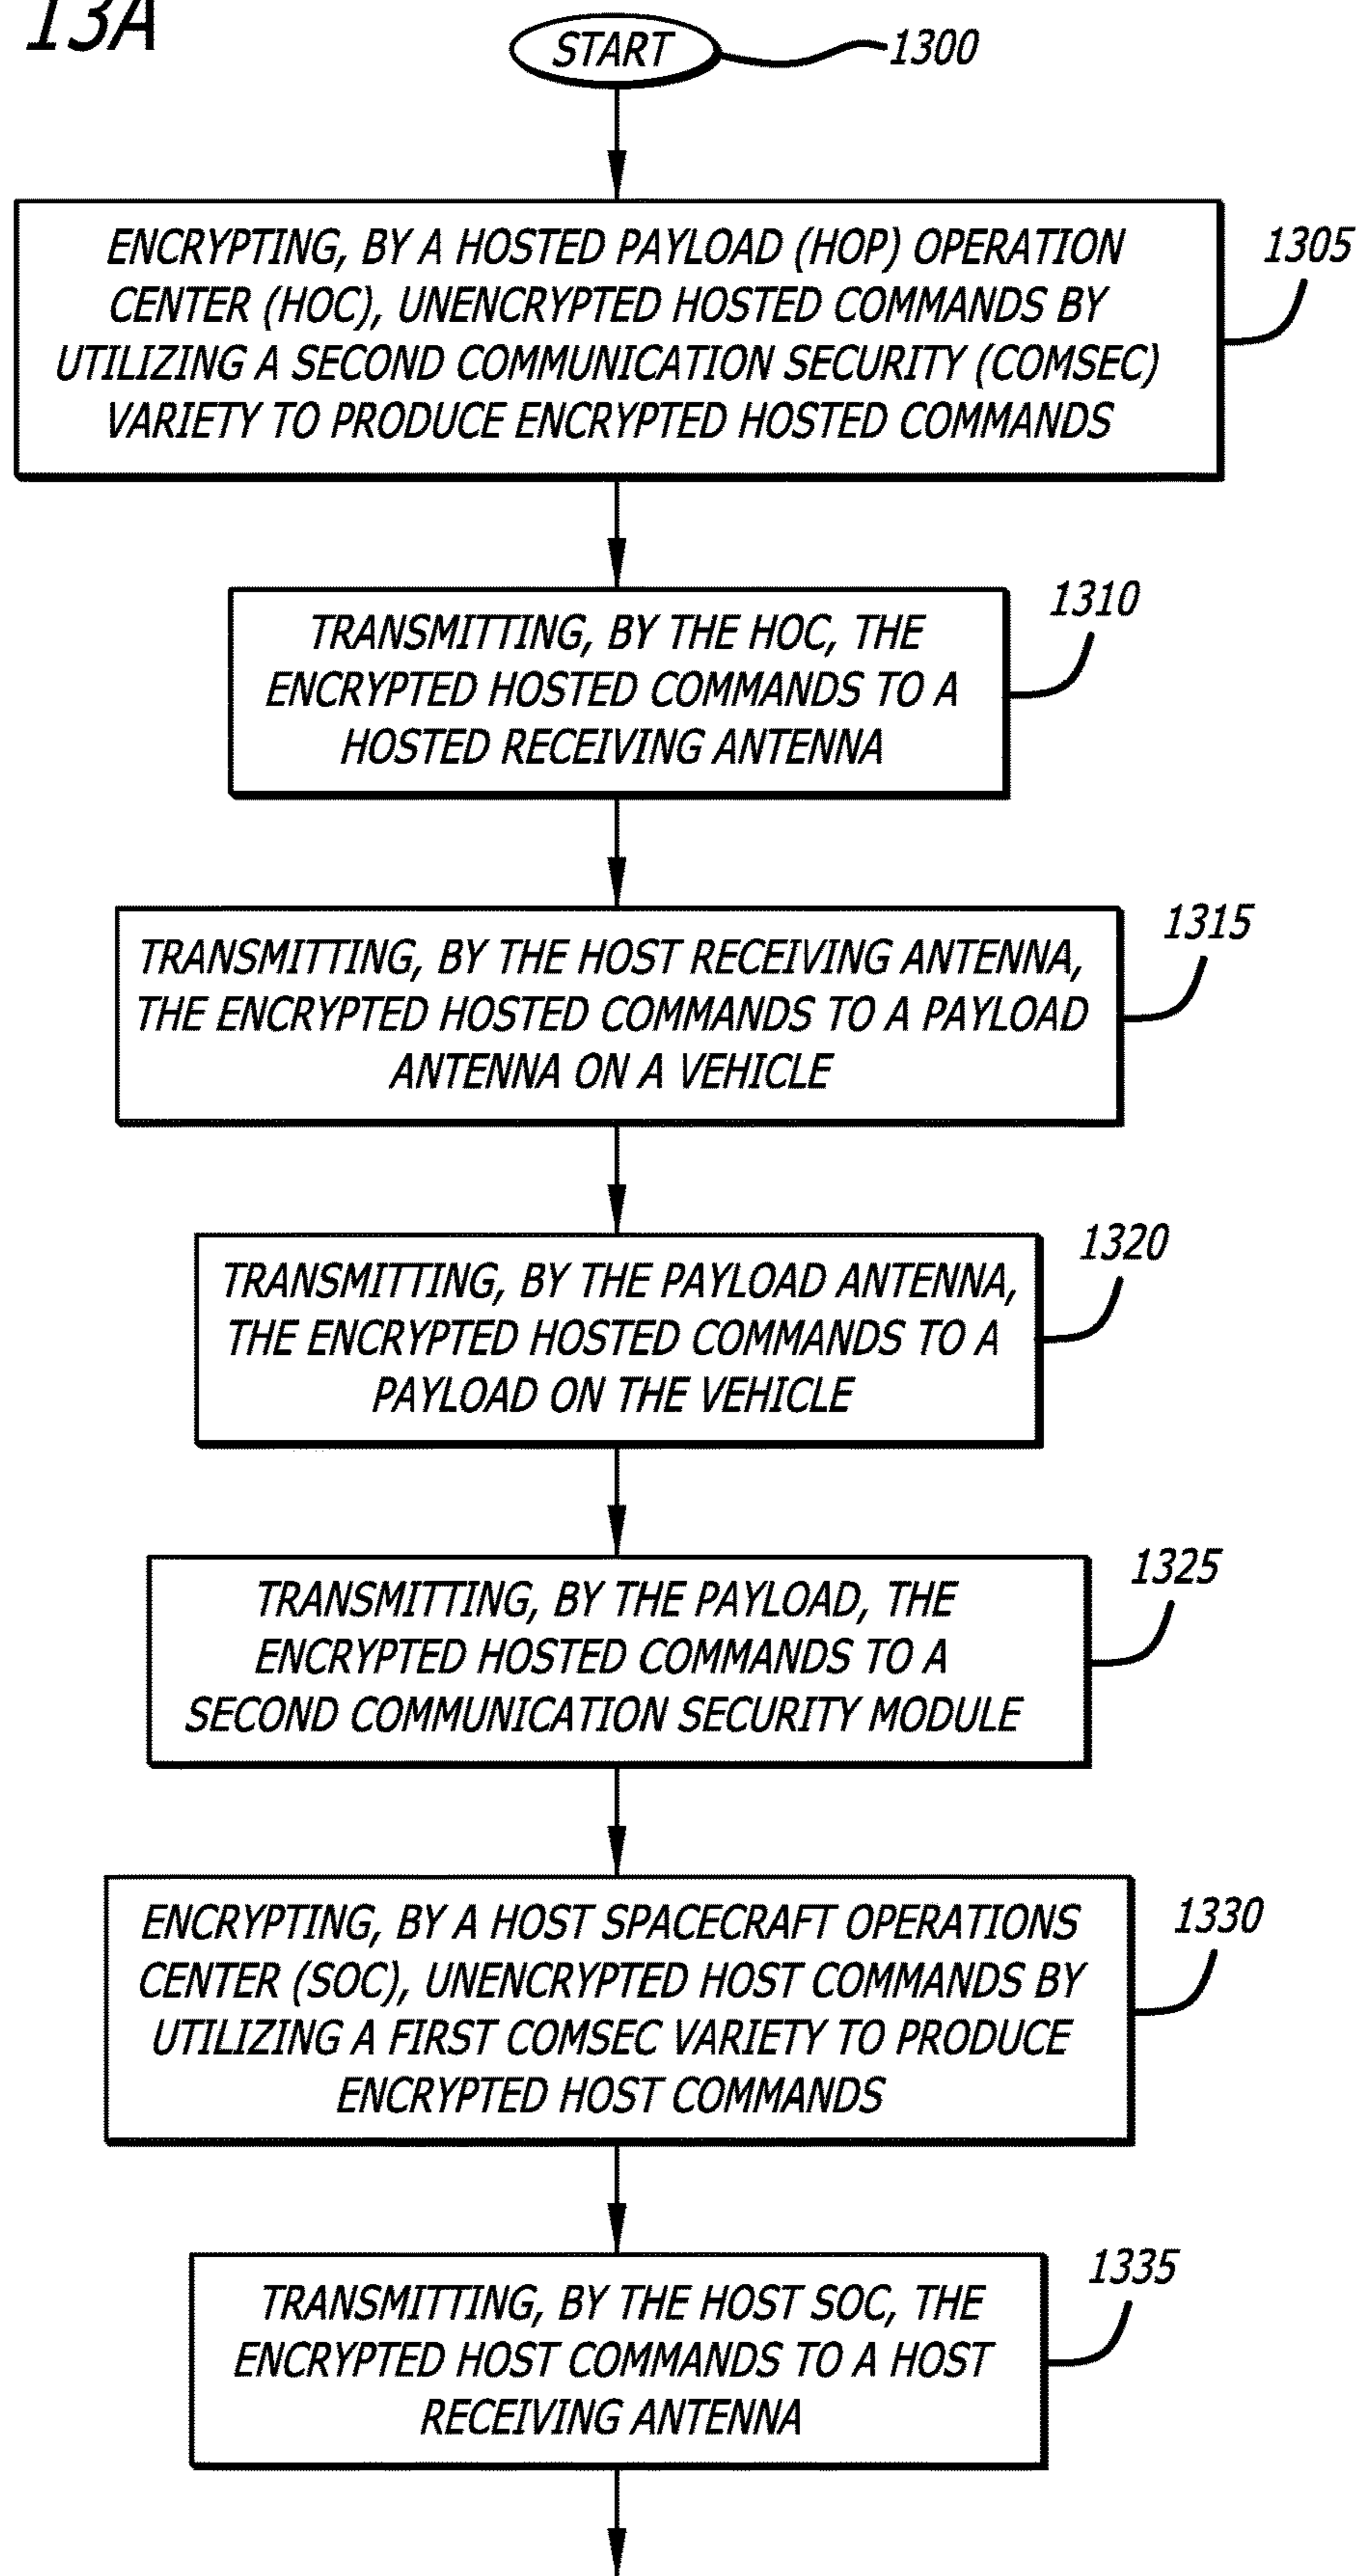 13A
START
1300
ENCRYPTING, BY A HOSTED PAYLOAD (HOP) OPERATION
CENTER (HOC), UNENCRYPTED HOSTED COMMANDS BY
UTILIZING A SECOND COMMUNICATION SECURITY (COMSEC)
VARIETY TO PRODUCE ENCRYPTED HOSTED COMMANDS
1305
TRANSMITTING, BY THE HOC, THE
ENCRYPTED HOSTED COMMANDS TO A
HOSTED RECEIVING ANTENNA
1310
TRANSMITTING, BY THE HOST RECEIVING ANTENNA,
THE ENCRYPTED HOSTED COMMANDS TO A PAYLOAD
ANTENNA ON A VEHICLE
1315
TRANSMITTING, BY THE PAYLOAD ANTENNA,
THE ENCRYPTED HOSTED COMMANDS TO A
PAYLOAD ON THE VEHICLE
1320
TRANSMITTING, BY THE PAYLOAD, THE
ENCRYPTED HOSTED COMMANDS TO A
SECOND COMMUNICATION SECURITY MODULE
1325
ENCRYPTING, BY A HOST SPACECRAFT OPERATIONS
CENTER (SOC), UNENCRYPTED HOST COMMANDS BY
UTILIZING A FIRST COMSEC VARIETY TO PRODUCE
ENCRYPTED HOST COMMANDS
1330
TRANSMITTING, BY THE HOST SOC, THE
ENCRYPTED HOST COMMANDS TO A HOST
RECEIVING ANTENNA
1335